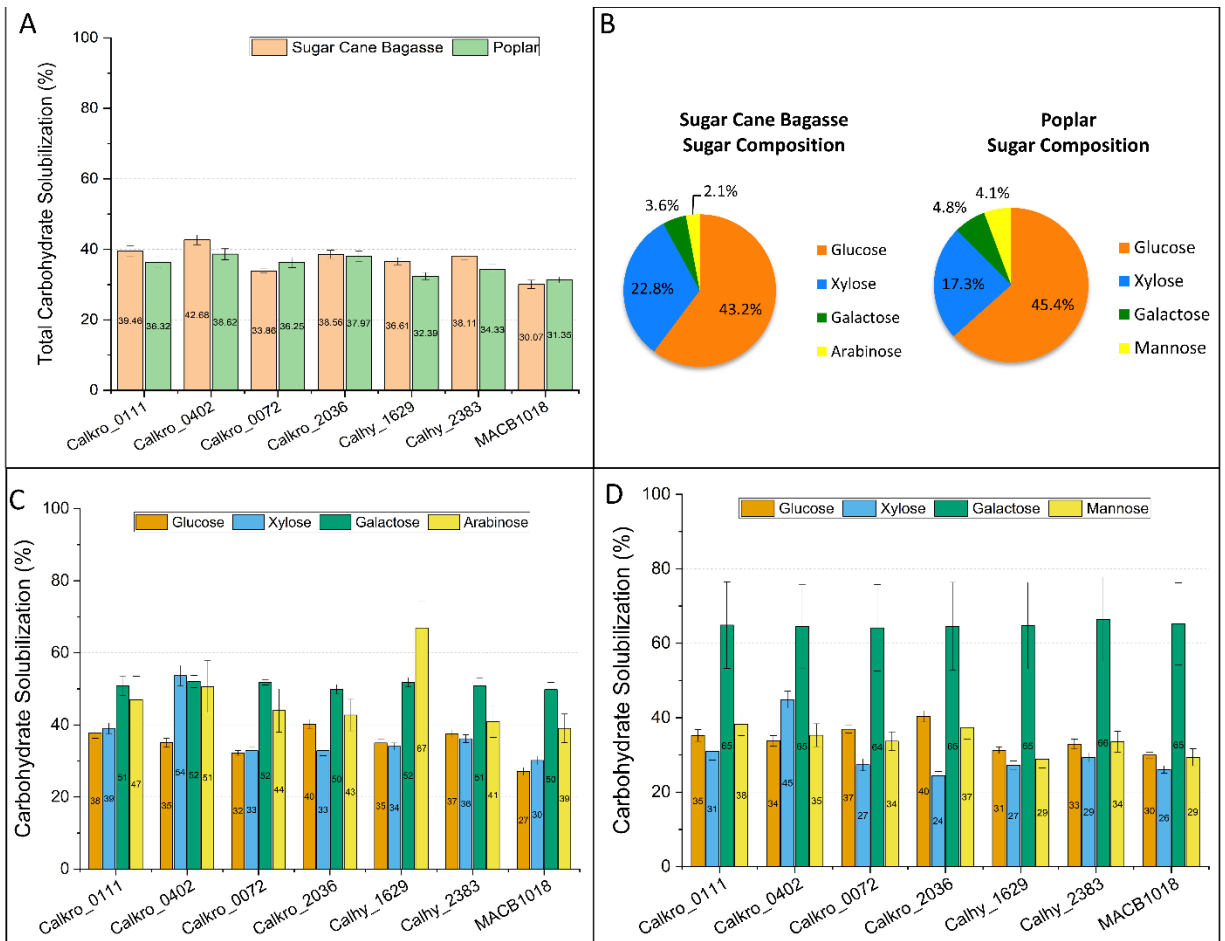 A
Sugar Cane Bagasse Poplar
Total Carbohydrate Solubilization (%)
100
80
60
40
20
0
39.46 36.32 42.68 38.62 33.86 36.25 38.56 37.97 36.61 32.39 38.11 34.33 30.07 31.35
Calkro_0111 Calkro_0402 Calkro_0072 Calkro_2036 Calhy_1629 Calhy_2383 MACB1018
B
Sugar Cane Bagasse
Sugar Composition
3.6% 2.1%
22.8% 43.2%
Glucose
Xylose
Galactose
Arabinose
Poplar
Sugar Composition
4.8% 4.1%
17.3% 45.4%
Glucose
Xylose
Galactose
Mannose
C
Glucose Xylose Galactose Arabinose
Carbohydrate Solubilization (%)
100
80
60
40
20
0
38 39 51 47 35 54 52 51 32 33 52 44 40 33 50 43 35 34 52 67 37 36 51 41 27 30 50 39
Calkro_0111 Calkro_0402 Calkro_0072 Calkro_2036 Calhy_1629 Calhy_2383 MACB1018
D
Glucose Xylose Galactose Mannose
Carbohydrate Solubilization (%)
100
80
60
40
20
0
35 31 65 38 34 45 65 35 37 27 64 34 40 24 65 37 31 27 65 29 33 29 66 34 30 26 65 29
Calkro_0111 Calkro_0402 Calkro_0072 Calkro_2036 Calhy_1629 Calhy_2383 MACB1018